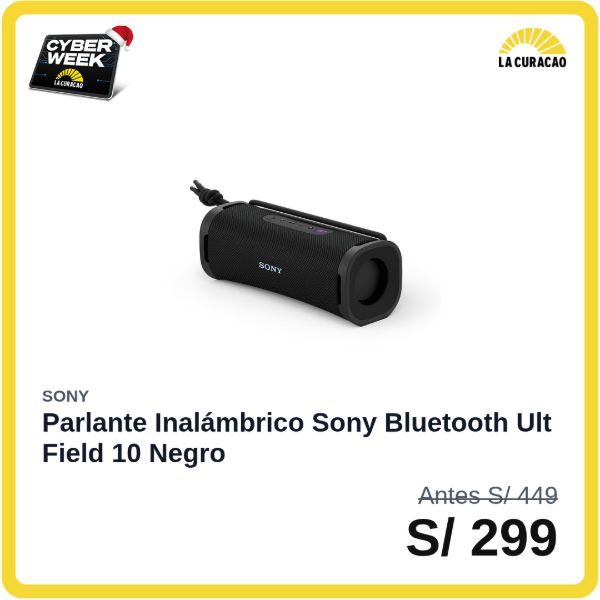 CYBER
WEEK
LA CURACAO
LA CURACAO
SONY
SONY
Parlante Inalámbrico Sony Bluetooth Ult
Field 10 Negro
Antes S/ 449
S/ 299